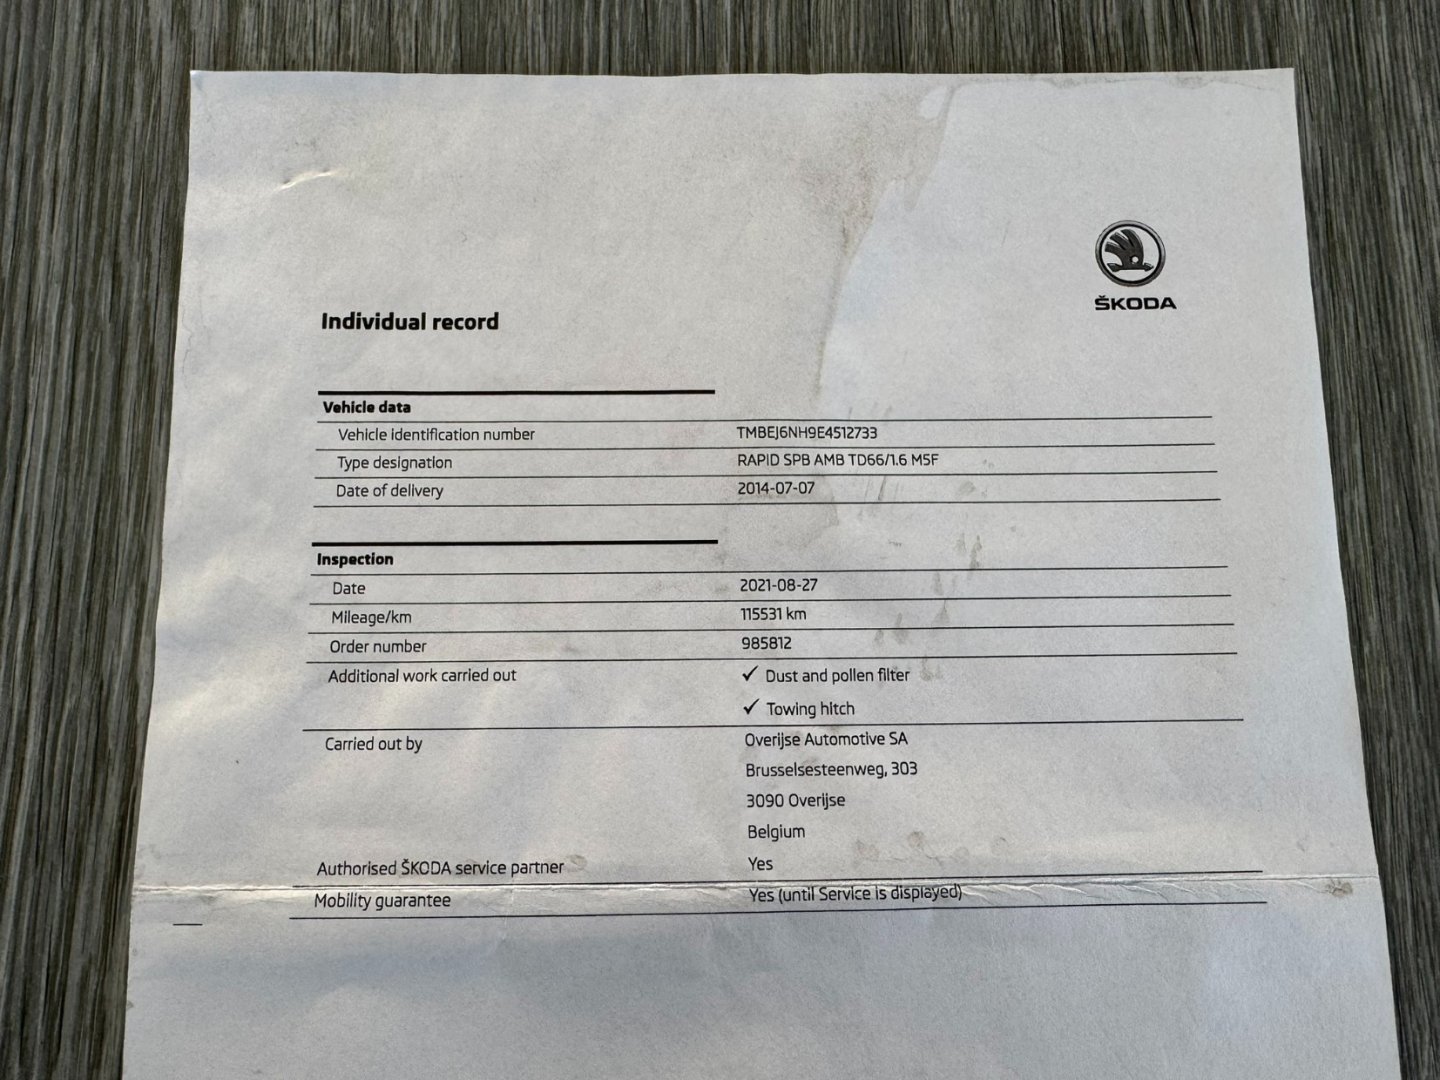 ŠKODA
Individual record
Vehicle data
Vehicle identification number TMBEJ6NH9E4512733
Type designation RAPID SPB AMB TD66/1.6 M5F
Date of delivery 2014-07-07
Inspection
Date 2021-08-27
Mileage/km 115531 km
Order number 985812
Additional work carried out ✓ Dust and pollen filter
✓ Towing hitch
Carried out by Overijse Automotive SA
Brusselsesteenweg, 303
3090 Overijse
Belgium
Authorised ŠKODA service partner Yes
Mobility guarantee Yes (until Service is displayed)